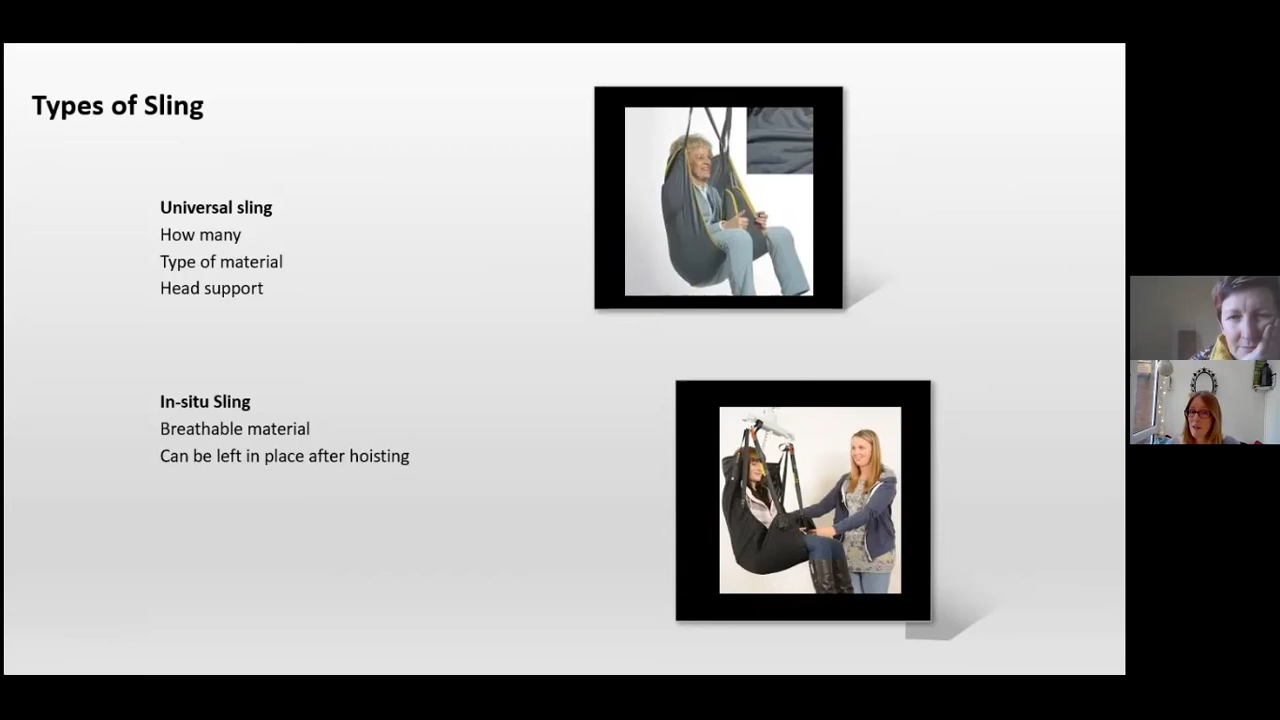 Types of Sling
Universal sling
How many
Type of material
Head support
In-situ Sling
Breathable material
Can be left in place after hoisting